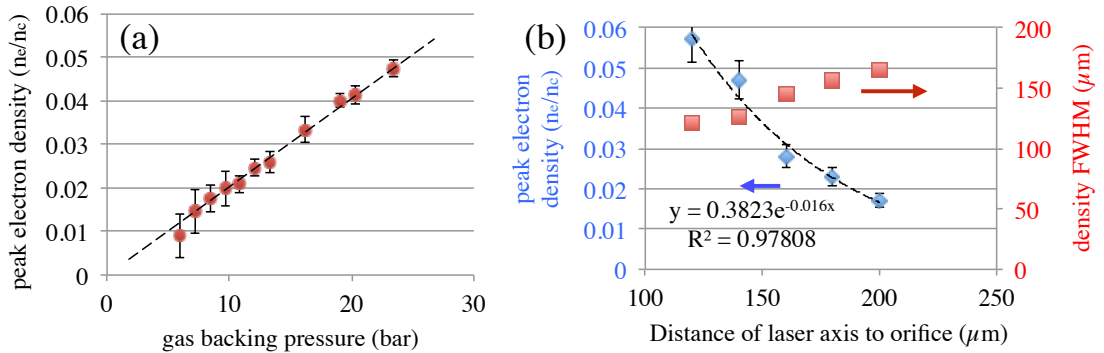 (a)
peak electron density (ne/nc)
0.06
0.05
0.04
0.03
0.02
0.01
0
0 10 20 30
gas backing pressure (bar)
(b)
peak electron
density (ne/nc)
0.06
0.05
0.04
0.03
0.02
0.01
0
y = 0.3823e^-0.016x
R² = 0.97808
200
150
100
50
0
density FWHM (µm)
100 150 200 250
Distance of laser axis to orifice (µm)